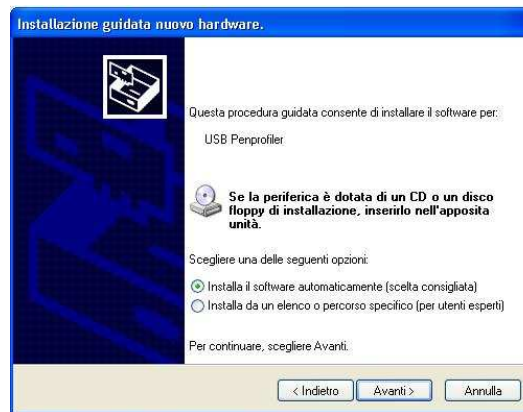 Installazione guidata nuovo hardware.
Questa procedura guidata consente di installare il software per:
USB Penprofiler
Se la periferica è dotata di un CD o un disco
floppy di installazione, inserirlo nell'apposita
unità.
Scegliere una delle seguenti opzioni:
Installa il software automaticamente (scelta consigliata)
Installa da un elenco o percorso specifico (per utenti esperti)
Per continuare, scegliere Avanti.
< Indietro Avanti > Annulla